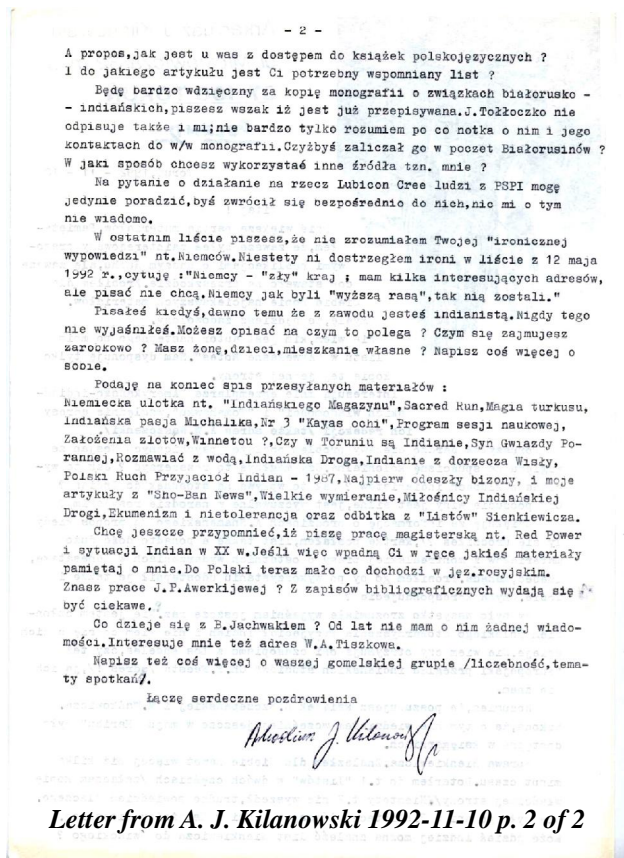 - 2 -
A propos,jak jest u was z dostępem do książek polskojęzycznych ?
I do jakiego artykułu jest Ci potrzebny wspomniany list ?
Będę bardzo wdzięczny za kopię monografii o związkach białorusko -
- indiańskich,piszesz wszak iż jest już przepisywana.J.Tołłoczko nie
odpisuje także i mi;nie bardzo tylko rozumiem po co notka o nim i jego
kontaktach do w/w monografii.Czyżbyś zaliczał go w poczet Białorusinów ?
W jaki sposób chcesz wykorzystać inne źródła tzn. mnie ?
Na pytanie o działanie na rzecz Lubicon Cree ludzi z PSPI mogę
jedynie poradzić,byś zwrócił się bezpośrednio do nich,nic mi o tym
nie wiadomo.
W ostatnim liście piszesz,że nie zrozumiałem Twojej "ironicznej
wypowiedzi" nt.Niemców.Niestety ni dostrzegłem ironi w liście z 12 maja
1992 r.,cytuję :"Niemcy - "zły" kraj ; mam kilka interesujących adresów,
ale pisać nie chcą.Niemcy jak byli "wyższą rasą",tak nią zostali."
Pisałeś kiedyś,dawno temu że z zawodu jesteś indianistą.Nigdy tego
nie wyjaśniłeś.Możesz opisać na czym to polega ? Czym się zajmujesz
zarobkowo ? Masz żonę,dzieci,mieszkanie własne ? Napisz coś więcej o
sobie.
Podaję na koniec spis przesyłanych materiałów :
Niemiecka ulotka nt. "Indiańskiego Magazynu",Sacred Run,Magia turkusu,
Indiańska pasja Michalika,Nr 3 "Kayas ochi",Program sesji naukowej,
Założenia zlotów,Winnetou ?,Czy w Toruniu są Indianie,Syn Gwiazdy Po-
rannej,Rozmawiać z wodą,Indiańska Droga,Indianie z dorzecza Wisły,
Polski Ruch Przyjaciół Indian - 1987,Najpierw odeszły bizony, i moje
artykuły z "Sho-Ban News",Wielkie wymieranie,Miłośnicy Indiańskiej
Drogi,Ekumenizm i nietolerancja oraz odbitka z "Listów" Sienkiewicza.
Chcę jeszcze przypomnieć,iż piszę pracę magisterską nt. Red Power
i sytuacji Indian w XX w.Jeśli więc wpadną Ci w ręce jakieś materiały
pamiętaj o mnie.Do Polski teraz mało co dochodzi w jęz.rosyjskim.
Znasz prace J.P.Awerkijewej ? Z zapisów bibliograficznych wydają się
być ciekawe.
Co dzieje się z B.Jachwakiem ? Od lat nie mam o nim żadnej wiado-
mości.Interesuje mnie też adres W.A.Tiszkowa.
Napisz też coś więcej o waszej gomelskiej grupie /liczebność,tema-
ty spotkań/.
Łączę serdeczne pozdrowienia
Letter from A. J. Kilanowski 1992-11-10 p. 2 of 2